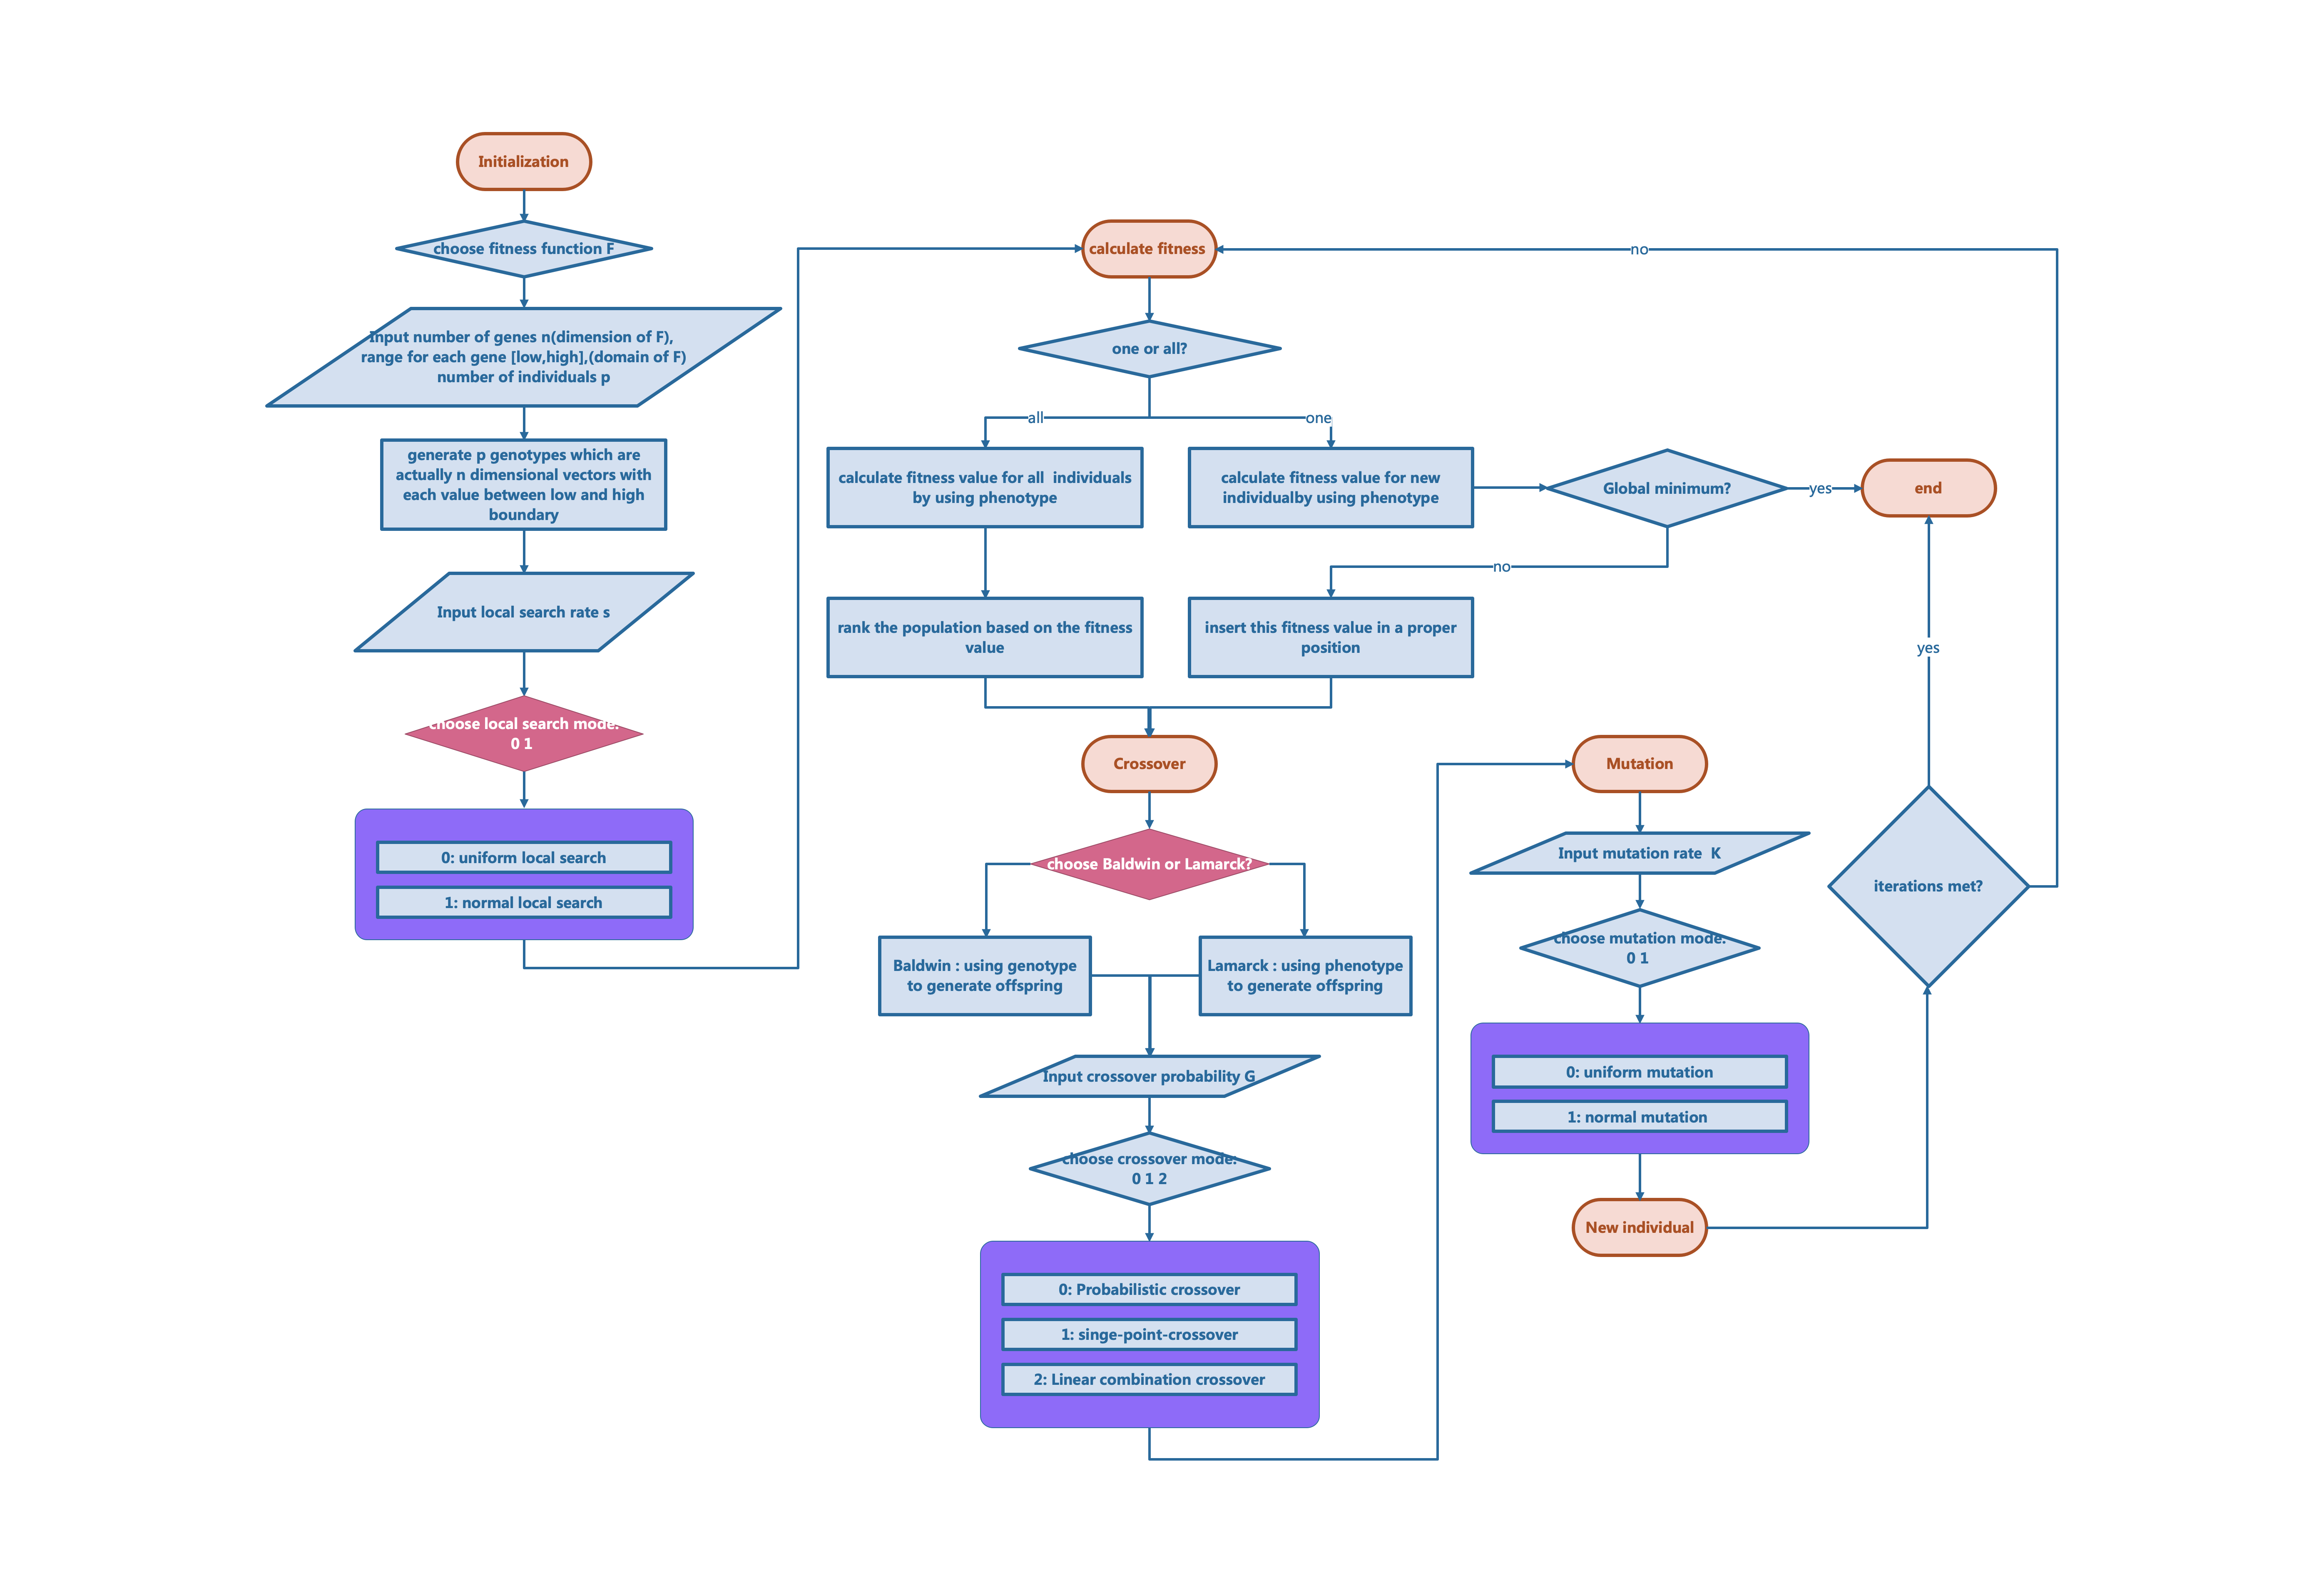 Initialization
choose fitness function F
Input number of genes n(dimension of F),
range for each gene [low,high],(domain of F)
number of individuals p
generate p genotypes which are
actually n dimensional vectors with
each value between low and high
boundary
Input local search rate s
choose local search mode:
0 1
0: uniform local search
1: normal local search
calculate fitness
no
one or all?
all
one
calculate fitness value for all  individuals
by using phenotype
calculate fitness value for new
individualby using phenotype
Global minimum?
yes
end
no
rank the population based on the fitness
value
insert this fitness value in a proper
position
yes
Crossover
choose Baldwin or Lamarck?
Baldwin : using genotype
to generate offspring
Lamarck : using phenotype
to generate offspring
Input crossover probability G
choose crossover mode:
0 1 2
0: Probabilistic crossover
1: singe-point-crossover
2: Linear combination crossover
Mutation
Input mutation rate  K
choose mutation mode:
0 1
0: uniform mutation
1: normal mutation
New individual
iterations met?